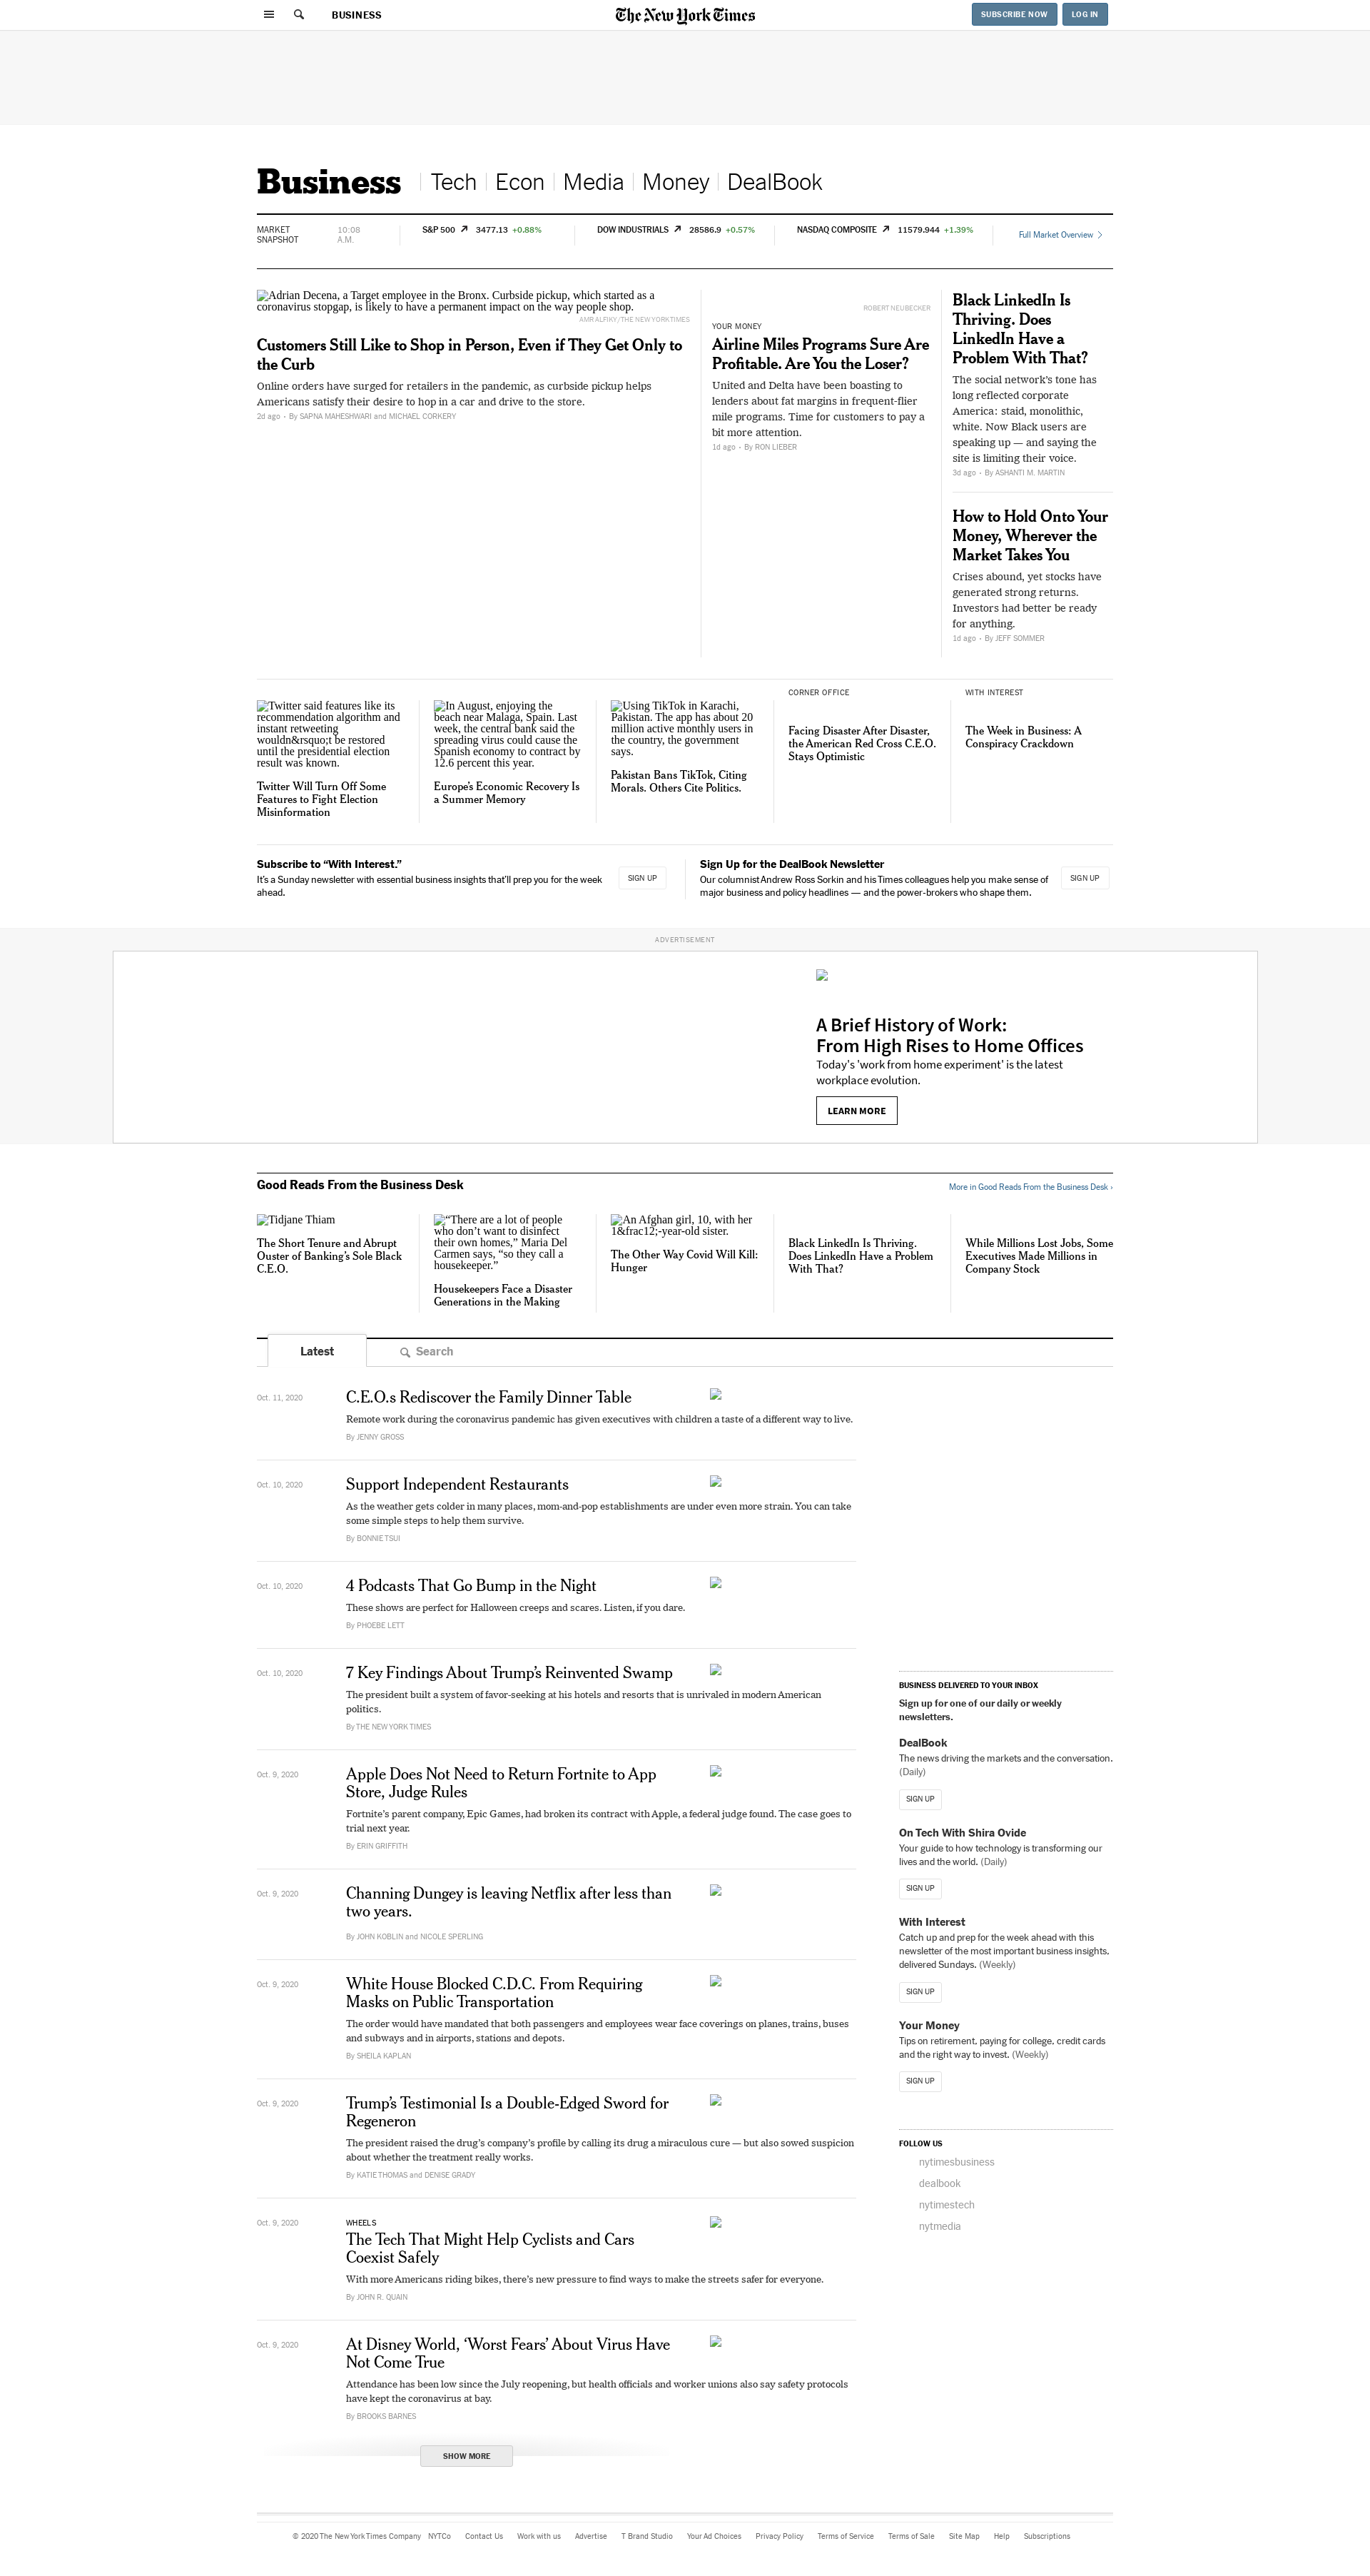 BUSINESS
The New York Times
SUBSCRIBE NOW
LOG IN
Business
Tech
Econ
Media
Money
DealBook
MARKET
SNAPSHOT
10:08
A.M.
S&P 500 3477.13 +0.88%
DOW INDUSTRIALS 28586.9 +0.57%
NASDAQ COMPOSITE 11579.944 +1.39%
Full Market Overview
Adrian Decena, a Target employee in the Bronx. Curbside pickup, which started as a
coronavirus stopgap, is likely to have a permanent impact on the way people shop.
AMR ALFIKY/THE NEW YORK TIMES
Customers Still Like to Shop in Person, Even if They Get Only to
the Curb
Online orders have surged for retailers in the pandemic, as curbside pickup helps
Americans satisfy their desire to hop in a car and drive to the store.
2d ago • By SAPNA MAHESHWARI and MICHAEL CORKERY
ROBERT NEUBECKER
YOUR MONEY
Airline Miles Programs Sure Are
Profitable. Are You the Loser?
United and Delta have been boasting to
lenders about fat margins in frequent-flier
mile programs. Time for customers to pay a
bit more attention.
1d ago • By RON LIEBER
Black LinkedIn Is
Thriving. Does
LinkedIn Have a
Problem With That?
The social network's tone has
long reflected corporate
America: staid, monolithic,
white. Now Black users are
speaking up — and saying the
site is limiting their voice.
3d ago • By ASHANTI M. MARTIN
How to Hold Onto Your
Money, Wherever the
Market Takes You
Crises abound, yet stocks have
generated strong returns.
Investors had better be ready
for anything.
1d ago • By JEFF SOMMER
Twitter said features like its
recommendation algorithm and
instant retweeting
wouldn&rsquo;t be restored
until the presidential election
result was known.
Twitter Will Turn Off Some
Features to Fight Election
Misinformation
In August, enjoying the
beach near Malaga, Spain. Last
week, the central bank said the
spreading virus could cause the
Spanish economy to contract by
12.6 percent this year.
Europe's Economic Recovery Is
a Summer Memory
Using TikTok in Karachi,
Pakistan. The app has about 20
million active monthly users in
the country, the government
says.
Pakistan Bans TikTok, Citing
Morals. Others Cite Politics.
CORNER OFFICE
Facing Disaster After Disaster,
the American Red Cross C.E.O.
Stays Optimistic
WITH INTEREST
The Week in Business: A
Conspiracy Crackdown
Subscribe to “With Interest.”
It's a Sunday newsletter with essential business insights that'll prep you for the week
ahead.
SIGN UP
Sign Up for the DealBook Newsletter
Our columnist Andrew Ross Sorkin and his Times colleagues help you make sense of
major business and policy headlines — and the power-brokers who shape them.
SIGN UP
ADVERTISEMENT
A Brief History of Work:
From High Rises to Home Offices
Today's 'work from home experiment' is the latest
workplace evolution.
LEARN MORE
Good Reads From the Business Desk
More in Good Reads From the Business Desk ›
Tidjane Thiam
The Short Tenure and Abrupt
Ouster of Banking's Sole Black
C.E.O.
“There are a lot of people
who don't want to disinfect
their own homes,” Maria Del
Carmen says, “so they call a
housekeeper.”
Housekeepers Face a Disaster
Generations in the Making
An Afghan girl, 10, with her
1&frac12;-year-old sister.
The Other Way Covid Will Kill:
Hunger
Black LinkedIn Is Thriving.
Does LinkedIn Have a Problem
With That?
While Millions Lost Jobs, Some
Executives Made Millions in
Company Stock
Latest
Search
Oct. 11, 2020
C.E.O.s Rediscover the Family Dinner Table
Remote work during the coronavirus pandemic has given executives with children a taste of a different way to live.
By JENNY GROSS
Oct. 10, 2020
Support Independent Restaurants
As the weather gets colder in many places, mom-and-pop establishments are under even more strain. You can take
some simple steps to help them survive.
By BONNIE TSUI
Oct. 10, 2020
4 Podcasts That Go Bump in the Night
These shows are perfect for Halloween creeps and scares. Listen, if you dare.
By PHOEBE LETT
Oct. 10, 2020
7 Key Findings About Trump's Reinvented Swamp
The president built a system of favor-seeking at his hotels and resorts that is unrivaled in modern American
politics.
By THE NEW YORK TIMES
Oct. 9, 2020
Apple Does Not Need to Return Fortnite to App
Store, Judge Rules
Fortnite's parent company, Epic Games, had broken its contract with Apple, a federal judge found. The case goes to
trial next year.
By ERIN GRIFFITH
Oct. 9, 2020
Channing Dungey is leaving Netflix after less than
two years.
By JOHN KOBLIN and NICOLE SPERLING
Oct. 9, 2020
White House Blocked C.D.C. From Requiring
Masks on Public Transportation
The order would have mandated that both passengers and employees wear face coverings on planes, trains, buses
and subways and in airports, stations and depots.
By SHEILA KAPLAN
Oct. 9, 2020
Trump's Testimonial Is a Double-Edged Sword for
Regeneron
The president raised the drug's company's profile by calling its drug a miraculous cure — but also sowed suspicion
about whether the treatment really works.
By KATIE THOMAS and DENISE GRADY
Oct. 9, 2020
WHEELS
The Tech That Might Help Cyclists and Cars
Coexist Safely
With more Americans riding bikes, there's new pressure to find ways to make the streets safer for everyone.
By JOHN R. QUAIN
Oct. 9, 2020
At Disney World, ‘Worst Fears’ About Virus Have
Not Come True
Attendance has been low since the July reopening, but health officials and worker unions also say safety protocols
have kept the coronavirus at bay.
By BROOKS BARNES
SHOW MORE
BUSINESS DELIVERED TO YOUR INBOX
Sign up for one of our daily or weekly
newsletters.
DealBook
The news driving the markets and the conversation.
(Daily)
SIGN UP
On Tech With Shira Ovide
Your guide to how technology is transforming our
lives and the world. (Daily)
SIGN UP
With Interest
Catch up and prep for the week ahead with this
newsletter of the most important business insights,
delivered Sundays. (Weekly)
SIGN UP
Your Money
Tips on retirement, paying for college, credit cards
and the right way to invest. (Weekly)
SIGN UP
FOLLOW US
nytimesbusiness
dealbook
nytimestech
nytmedia
© 2020 The New York Times Company NYTCo Contact Us Work with us Advertise T Brand Studio Your Ad Choices Privacy Policy Terms of Service Terms of Sale Site Map Help Subscriptions